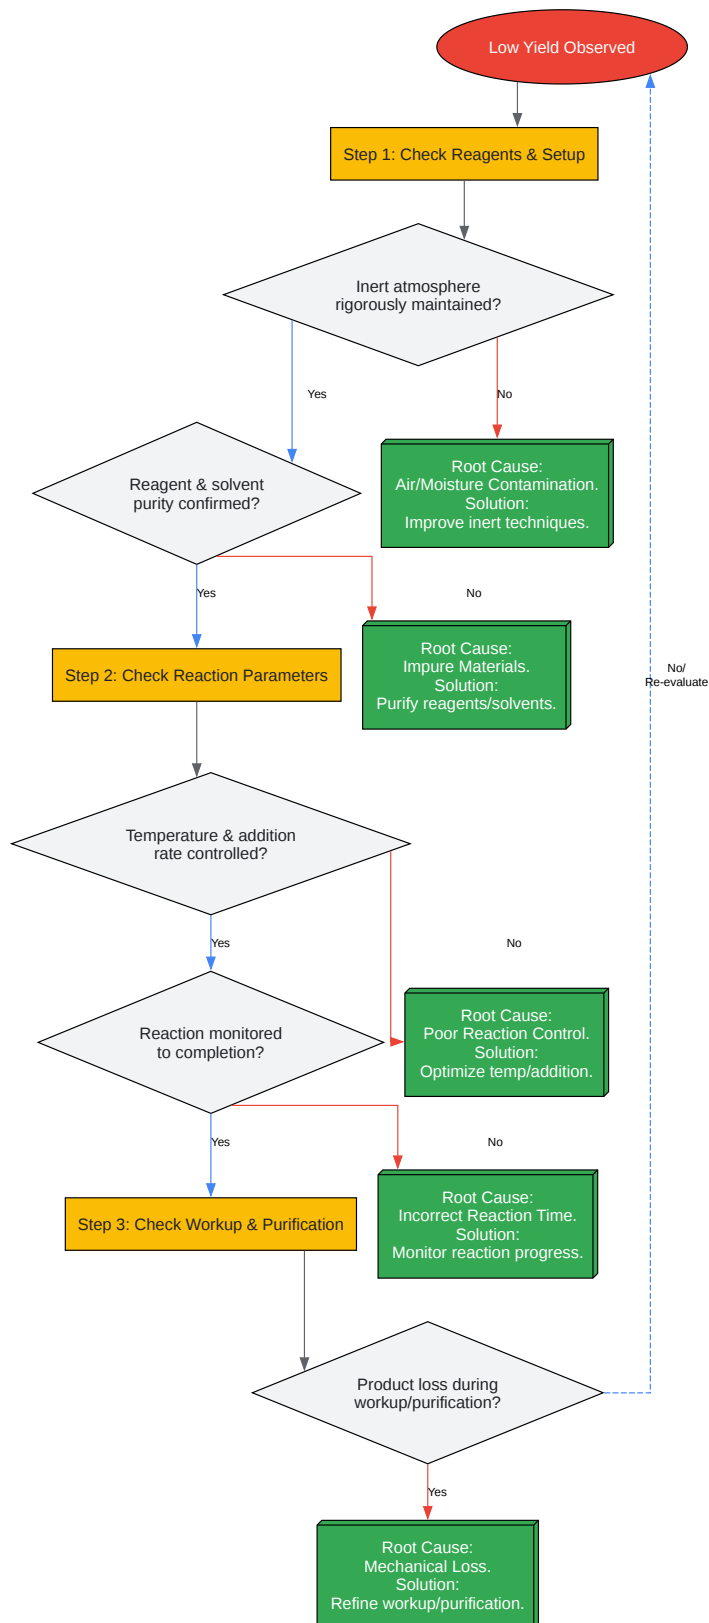 Low Yield Observed
Step 1: Check Reagents & Setup
Inert atmosphere
rigorously maintained?
Yes
No
Reagent & solvent
purity confirmed?
Root Cause:
Air/Moisture Contamination.
Solution:
Improve inert techniques.
Yes
No
Step 2: Check Reaction Parameters
Root Cause:
Impure Materials.
Solution:
Purify reagents/solvents.
No/
Re-evaluate
Temperature & addition
rate controlled?
Yes
No
Reaction monitored
to completion?
Root Cause:
Poor Reaction Control.
Solution:
Optimize temp/addition.
Yes
No
Step 3: Check Workup & Purification
Root Cause:
Incorrect Reaction Time.
Solution:
Monitor reaction progress.
Product loss during
workup/purification?
Yes
Root Cause:
Mechanical Loss.
Solution:
Refine workup/purification.